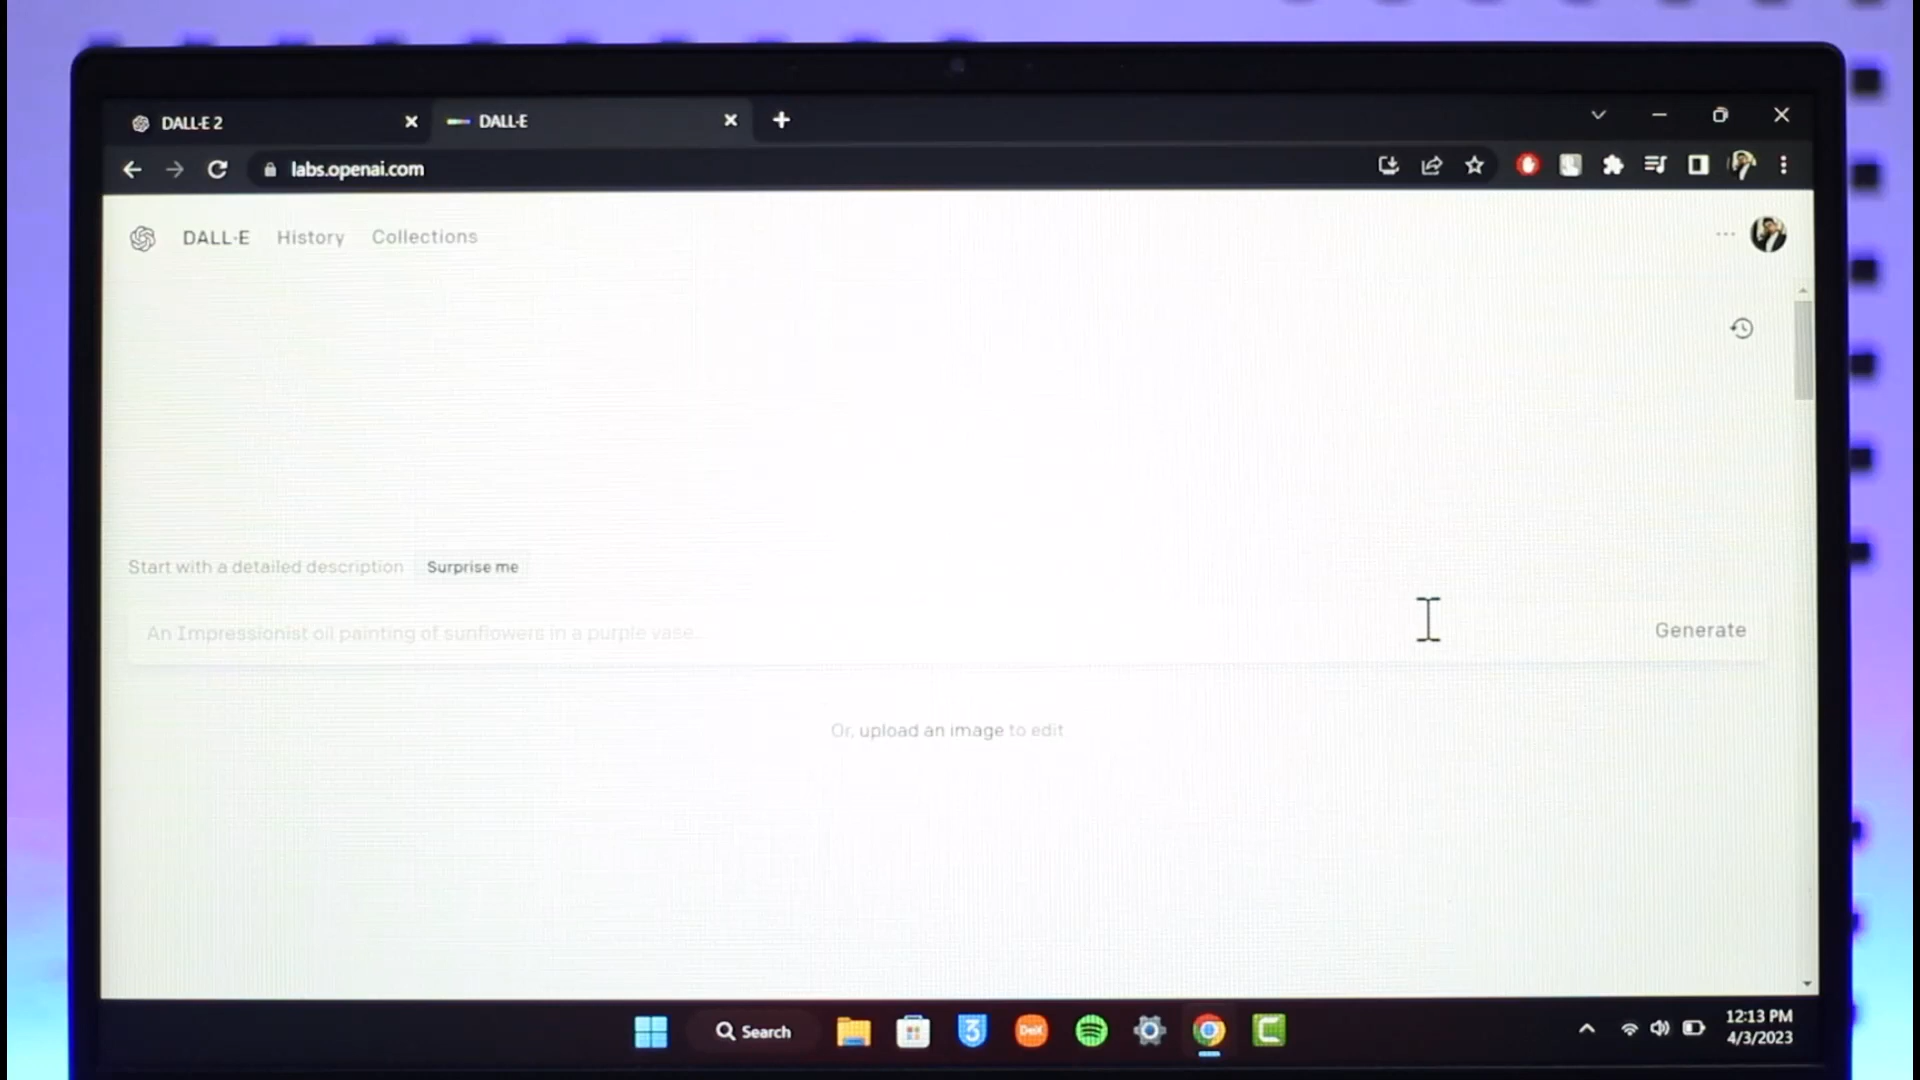 DALL·E 2
DALL·E
labs.openai.com
DALL·E History Collections
Start with a detailed description Surprise me
An Impressionist oil painting of sunflowers in a purple vase...
Generate
Or, upload an image to edit
Search
3
DeX
12:13 PM
4/3/2023